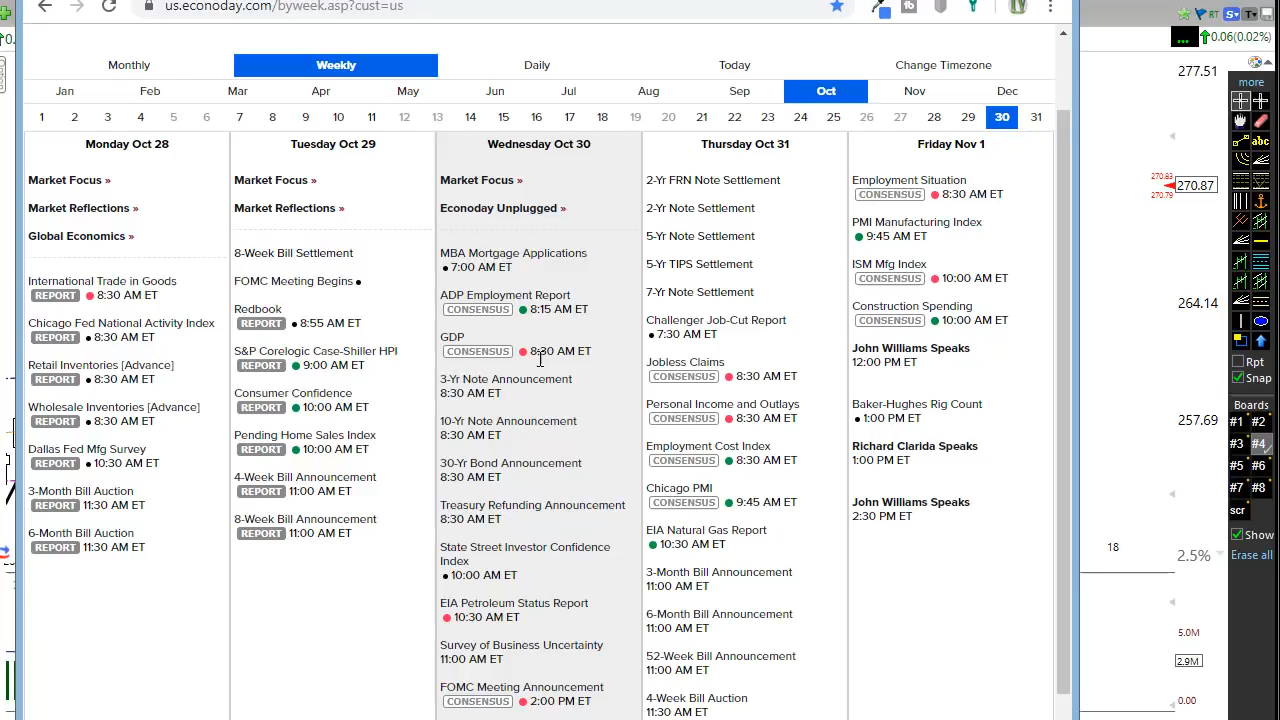 us.econoday.com/byweek.asp?cust=us
RT
0.06(0.02%)
Monthly
Weekly
Daily
Today
Change Timezone
Jan
Feb
Mar
Apr
May
Jun
Jul
Aug
Sep
Oct
Nov
Dec
1 2 3 4 5 6 7 8 9 10 11 12 13 14 15 16 17 18 19 20 21 22 23 24 25 26 27 28 29 30 31
Monday Oct 28
Market Focus »
Market Reflections »
Global Economics »
International Trade in Goods
REPORT 8:30 AM ET
Chicago Fed National Activity Index
REPORT 8:30 AM ET
Retail Inventories [Advance]
REPORT 8:30 AM ET
Wholesale Inventories [Advance]
REPORT 8:30 AM ET
Dallas Fed Mfg Survey
REPORT 10:30 AM ET
3-Month Bill Auction
REPORT 11:30 AM ET
6-Month Bill Auction
REPORT 11:30 AM ET
Tuesday Oct 29
Market Focus »
Market Reflections »
8-Week Bill Settlement
FOMC Meeting Begins
Redbook
REPORT 8:55 AM ET
S&P Corelogic Case-Shiller HPI
REPORT 9:00 AM ET
Consumer Confidence
REPORT 10:00 AM ET
Pending Home Sales Index
REPORT 10:00 AM ET
4-Week Bill Announcement
REPORT 11:00 AM ET
8-Week Bill Announcement
REPORT 11:00 AM ET
Wednesday Oct 30
Market Focus »
Econoday Unplugged »
MBA Mortgage Applications
7:00 AM ET
ADP Employment Report
CONSENSUS 8:15 AM ET
GDP
CONSENSUS 8:30 AM ET
3-Yr Note Announcement
8:30 AM ET
10-Yr Note Announcement
8:30 AM ET
30-Yr Bond Announcement
8:30 AM ET
Treasury Refunding Announcement
8:30 AM ET
State Street Investor Confidence
Index
10:00 AM ET
EIA Petroleum Status Report
10:30 AM ET
Survey of Business Uncertainty
11:00 AM ET
FOMC Meeting Announcement
CONSENSUS 2:00 PM ET
Thursday Oct 31
2-Yr FRN Note Settlement
2-Yr Note Settlement
5-Yr Note Settlement
5-Yr TIPS Settlement
7-Yr Note Settlement
Challenger Job-Cut Report
7:30 AM ET
Jobless Claims
CONSENSUS 8:30 AM ET
Personal Income and Outlays
CONSENSUS 8:30 AM ET
Employment Cost Index
CONSENSUS 8:30 AM ET
Chicago PMI
CONSENSUS 9:45 AM ET
EIA Natural Gas Report
10:30 AM ET
3-Month Bill Announcement
11:00 AM ET
6-Month Bill Announcement
11:00 AM ET
52-Week Bill Announcement
11:00 AM ET
4-Week Bill Auction
11:30 AM ET
Friday Nov 1
Employment Situation
CONSENSUS 8:30 AM ET
PMI Manufacturing Index
9:45 AM ET
ISM Mfg Index
CONSENSUS 10:00 AM ET
Construction Spending
CONSENSUS 10:00 AM ET
John Williams Speaks
12:00 PM ET
Baker-Hughes Rig Count
1:00 PM ET
Richard Clarida Speaks
1:00 PM ET
John Williams Speaks
2:30 PM ET
277.51
270.83
270.87
270.79
264.14
257.69
18
2.5%
5.0M
2.9M
0.00
more
abc
Rpt
Snap
Boards
#1 #2
#3 #4
#5 #6
#7 #8
scr
Show
Erase all